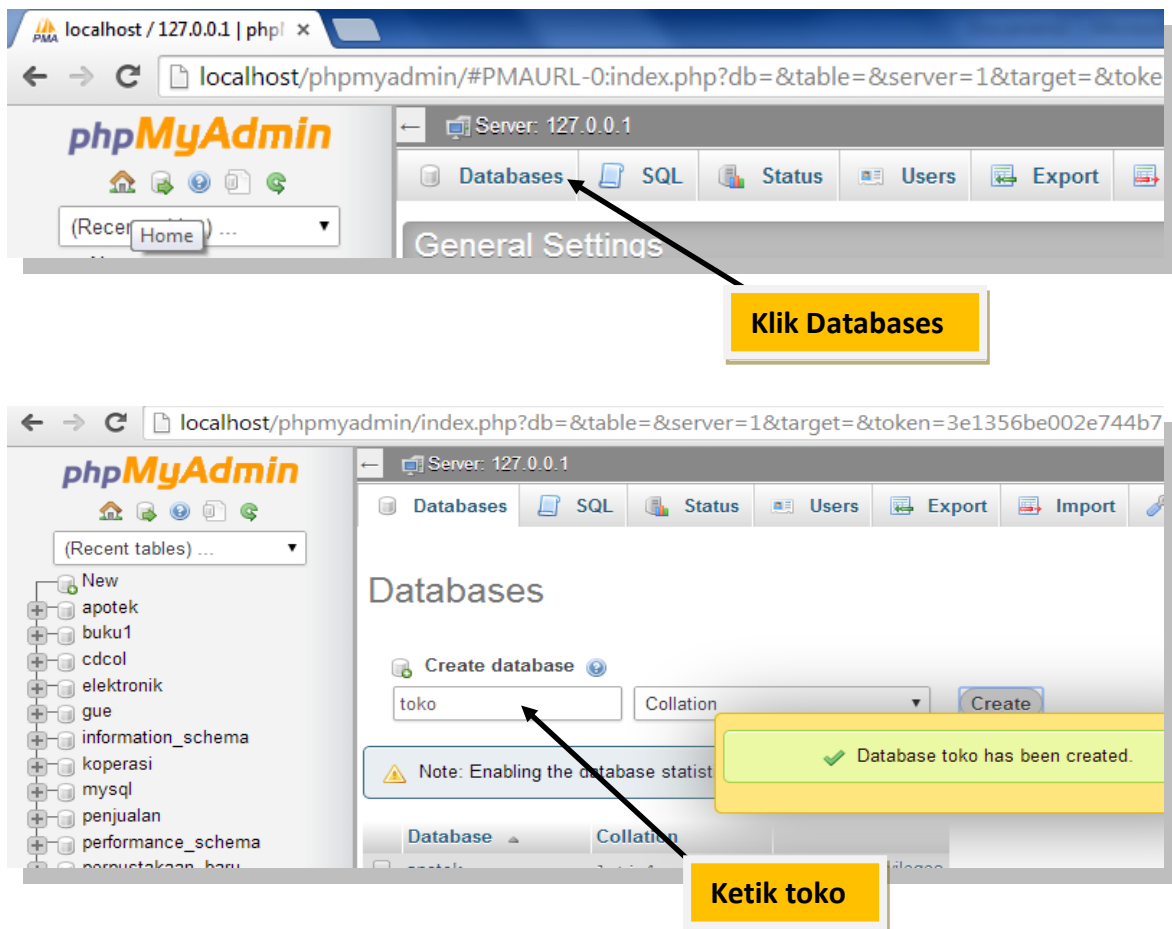 localhost / 127.0.0.1 | phpl
localhost/phpmyadmin/#PMAURL-0:index.php?db=&table=&server=1&target=&toke
phpMyAdmin
Server: 127.0.0.1
Databases SQL Status Users Export
(Recen ) ...
Home
General Settings
Klik Databases
localhost/phpmyadmin/index.php?db=&table=&server=1&target=&token=3e1356be002e744b7
phpMyAdmin
Server: 127.0.0.1
Databases SQL Status Users Export Import
(Recent tables) ...
New
apotek
buku1
cdcol
elektronik
gue
information_schema
koperasi
mysql
penjualan
performance_schema
perpustakaan_baru
Databases
Create database
toko Collation Create
Database toko has been created.
Note: Enabling the database statist
Database Collation
apotek
Ketik toko